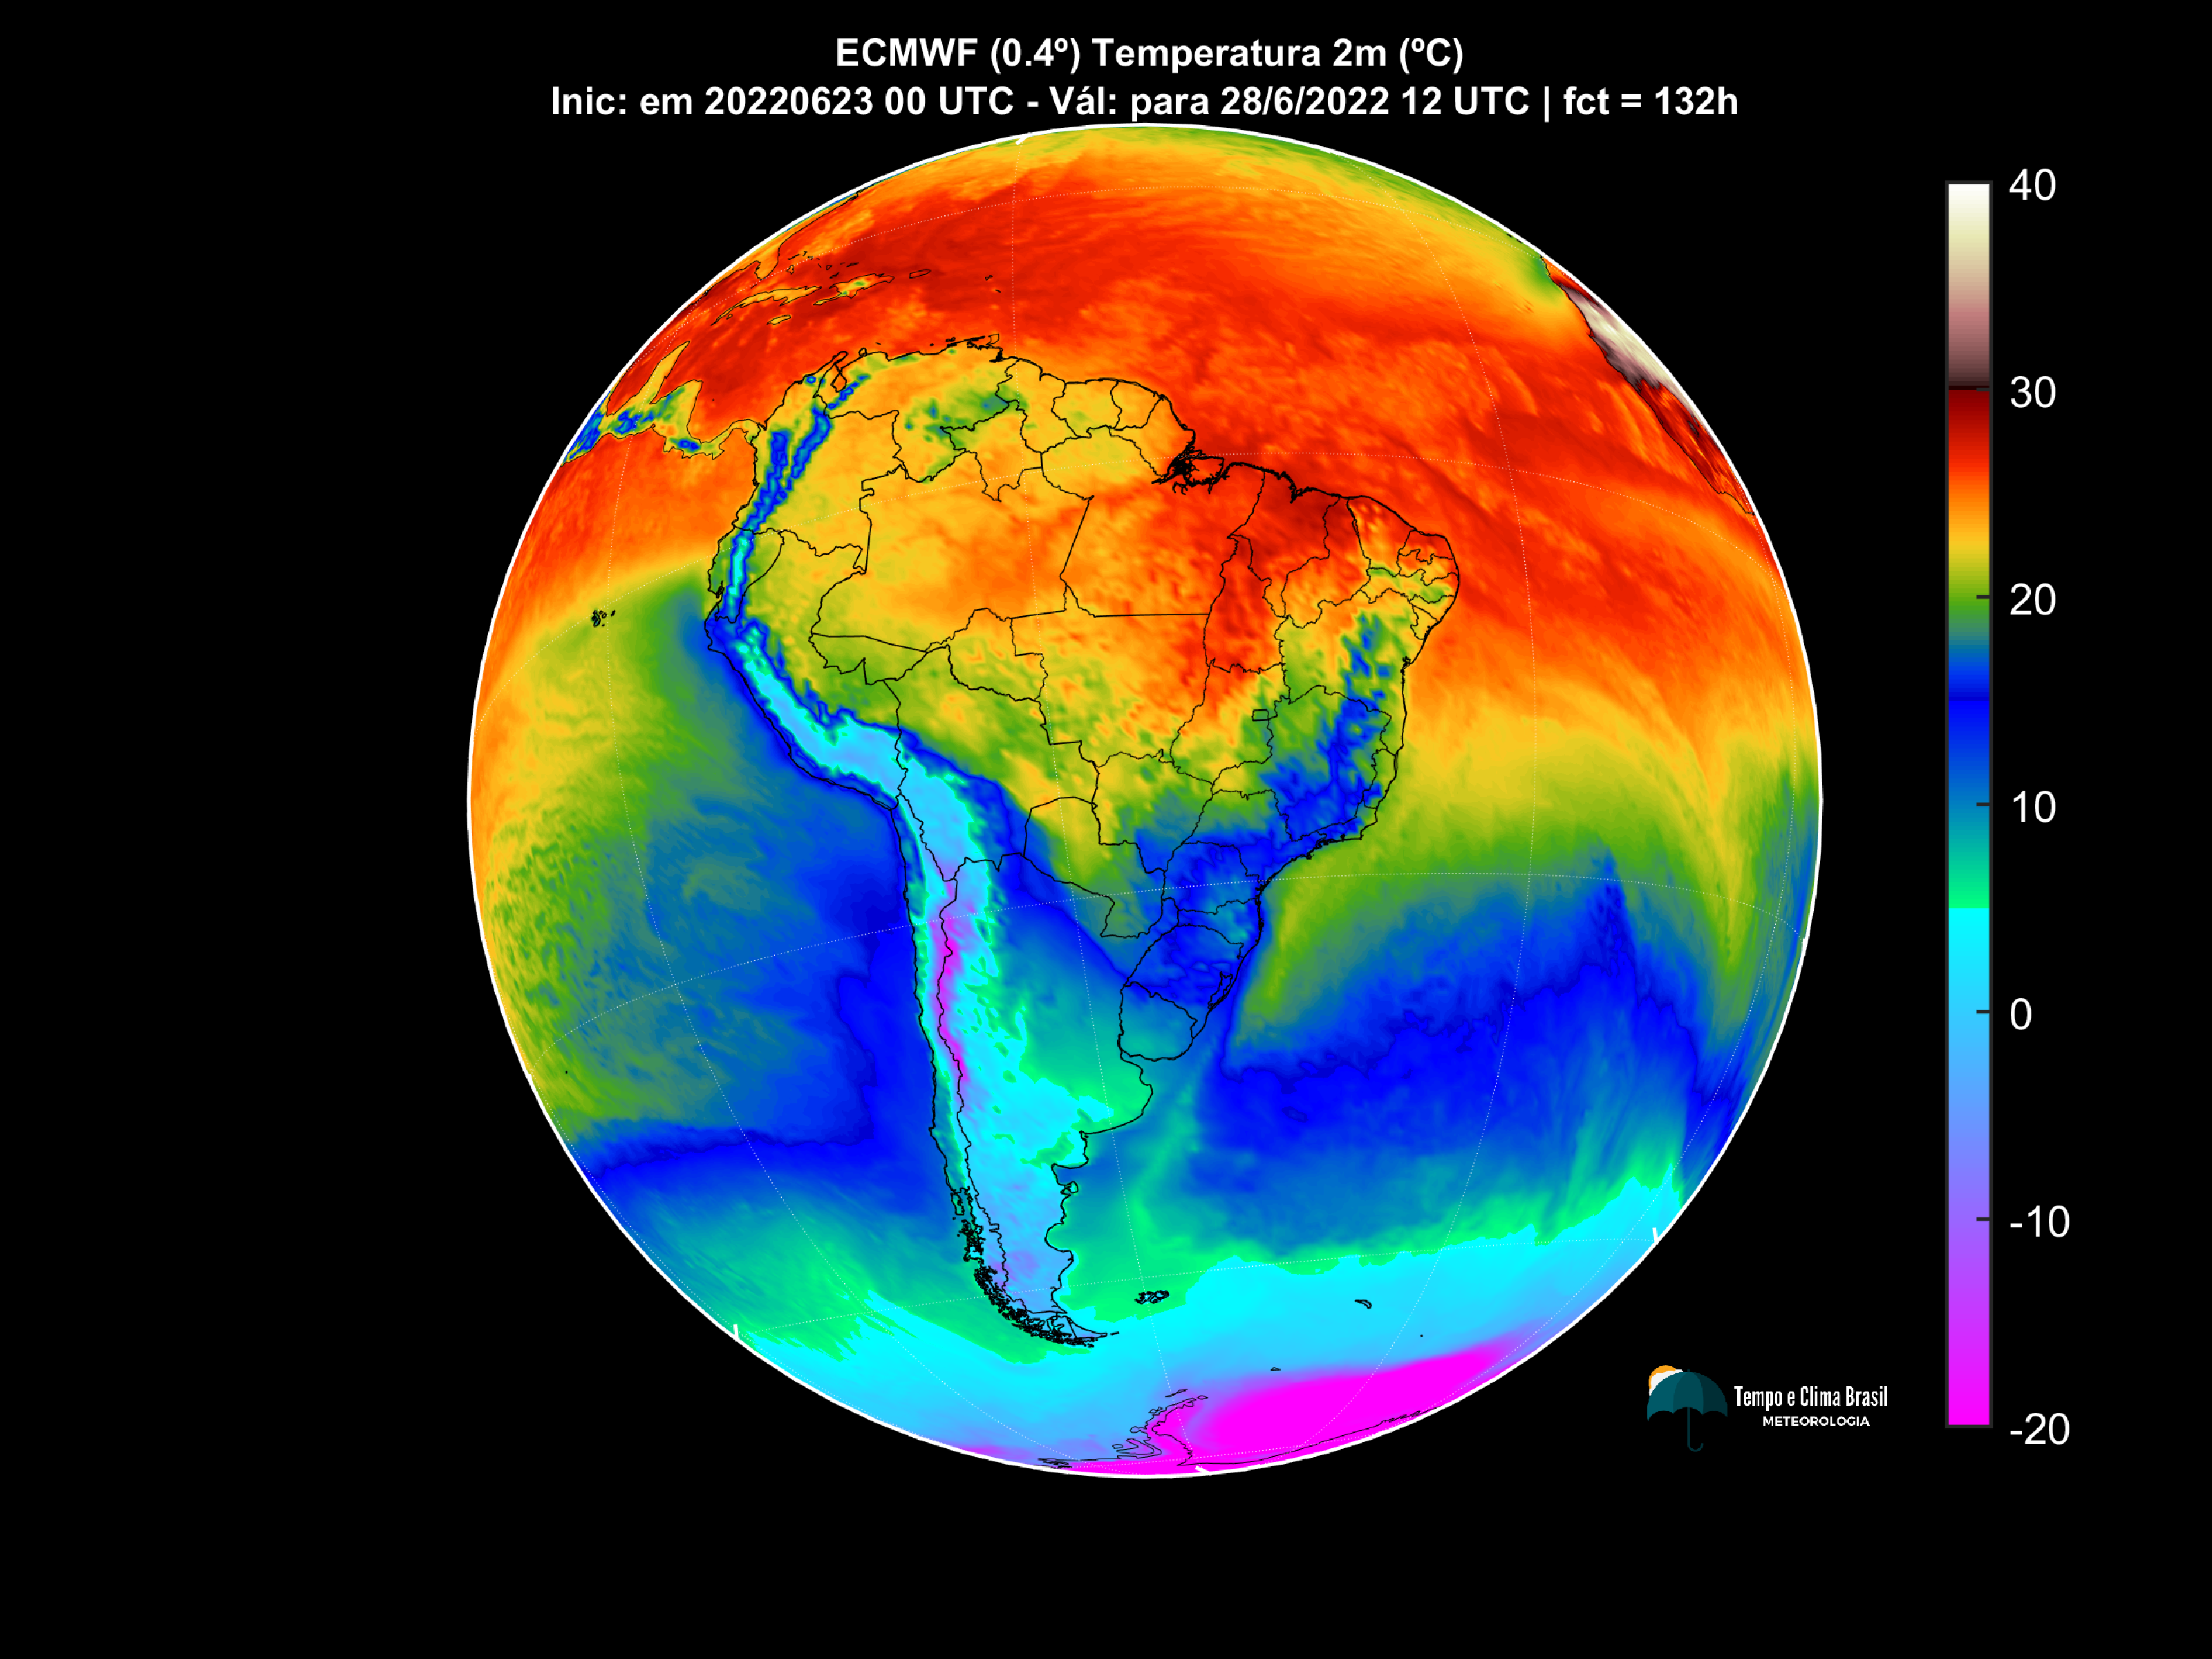 ECMWF (0.4º) Temperatura 2m (ºC)
Inic: em 20220623 00 UTC - Vál: para 28/6/2022 12 UTC | fct = 132h
40
30
20
10
0
-10
-20
Tempo e Clima Brasil
METEOROLOGIA